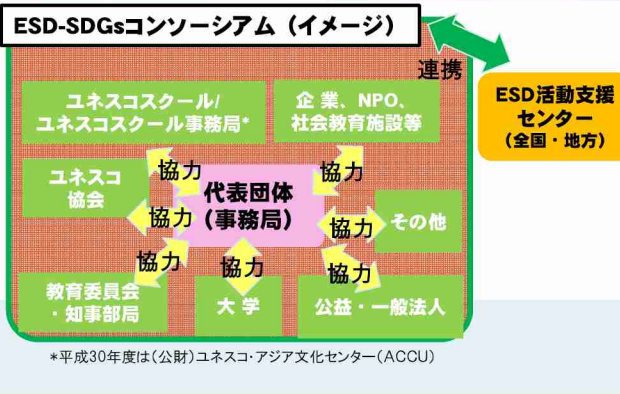 ESD-SDGsコンソーシアム（イメージ）
連携
ESD活動支援
センター
（全国・地方）
ユネスコスクール/
ユネスコスクール事務局*
企業、NPO、
社会教育施設等
協力
協力
ユネスコ
協会
代表団体
（事務局）
協力
協力
その他
協力
協力
協力
教育委員会
・知事部局
大学
公益・一般法人
*平成30年度は(公財)ユネスコ・アジア文化センター(ACCU)